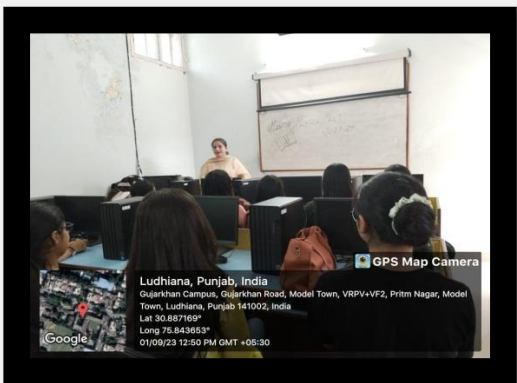 GPS Map Camera
Ludhiana, Punjab, India
Gujarkhan Campus, Gujarkhan Road, Model Town, VRPV+VF2, Pritm Nagar, Model
Town, Ludhiana, Punjab 141002, India
Lat 30.887169°
Long 75.843653°
01/09/23 12:50 PM GMT +05:30
Google